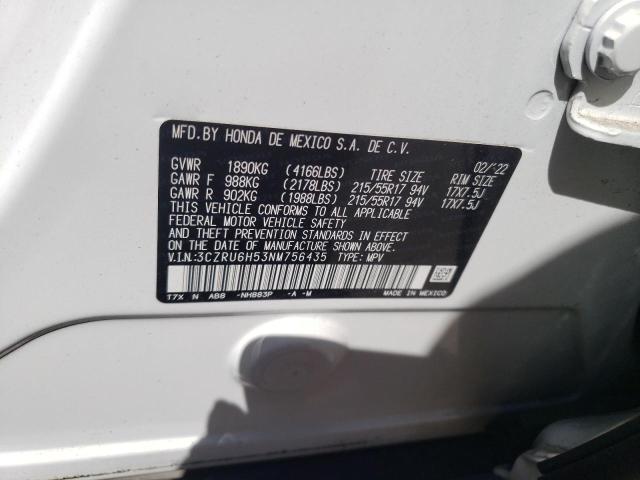 MFD. BY HONDA DE MEXICO S.A. DE C.V.
02/'22
GVWR 1890KG (4166LBS) TIRE SIZE RIM SIZE
GAWR F 988KG (2178LBS) 215/55R17 94V 17X7.5J
GAWR R 902KG (1988LBS) 215/55R17 94V 17X7.5J
THIS VEHICLE CONFORMS TO ALL APPLICABLE
FEDERAL MOTOR VEHICLE SAFETY, BUMPER,
AND THEFT PREVENTION STANDARDS IN EFFECT
ON THE DATE OF MANUFACTURE SHOWN ABOVE.
V.I.N.:3CZRU6H53NM756435 TYPE: MPV
T7X N ABB -NH883P -A -M MADE IN MEXICO